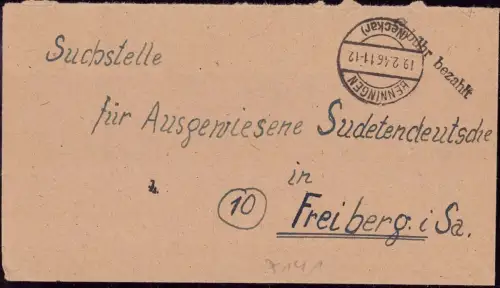 Suchstelle
Gebühr bezahlt
HENNINGEN
(Neckar)
19.2.46.11-12
für Ausgewiesene Sudetendeutsche
in
10 Freiberg. i Sa.